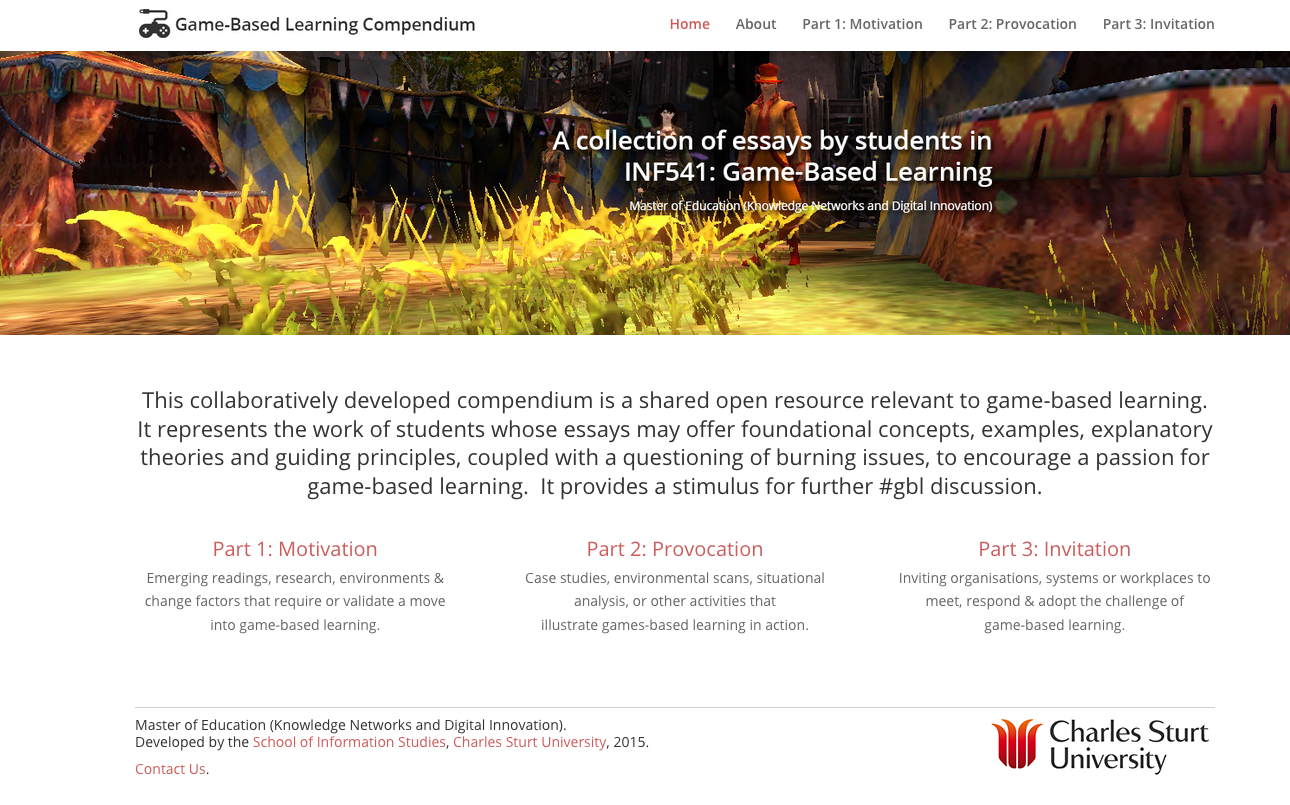 Game-Based Learning Compendium
Home About Part 1: Motivation Part 2: Provocation Part 3: Invitation
A collection of essays by students in
INF541: Game-Based Learning
Master of Education (Knowledge Networks and Digital Innovation)
This collaboratively developed compendium is a shared open resource relevant to game-based learning.
It represents the work of students whose essays may offer foundational concepts, examples, explanatory
theories and guiding principles, coupled with a questioning of burning issues, to encourage a passion for
game-based learning.  It provides a stimulus for further #gbl discussion.
Part 1: Motivation
Emerging readings, research, environments &
change factors that require or validate a move
into game-based learning.
Part 2: Provocation
Case studies, environmental scans, situational
analysis, or other activities that
illustrate games-based learning in action.
Part 3: Invitation
Inviting organisations, systems or workplaces to
meet, respond & adopt the challenge of
game-based learning.
Master of Education (Knowledge Networks and Digital Innovation).
Developed by the School of Information Studies, Charles Sturt University, 2015.
Contact Us.
Charles Sturt
University